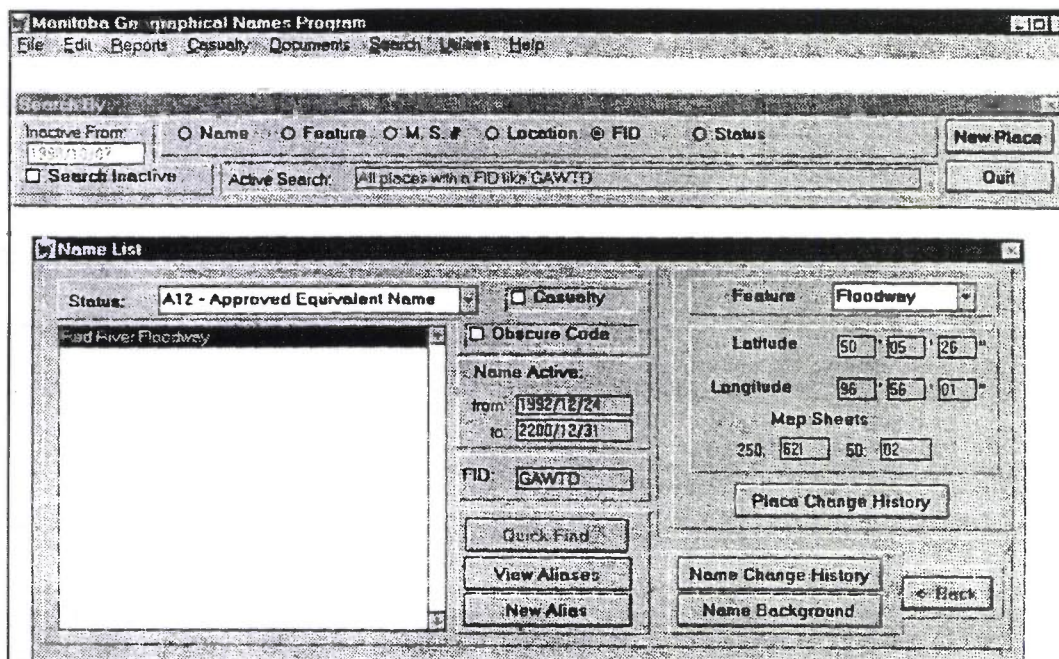 Manitoba Geographical Names Program
File Edit Reports Casualty Documents Search Utilities Help
Search By
Inactive From:
Name Feature M. S. # Location FID Status
New Place
Search Inactive
Active Search: All places with a FID like GAWTD
Quit
Name List
Status: A12 - Approved Equivalent Name
Casualty
Obscure Code
Red River Floodway
Name Active:
from: 1992/12/24
to: 2200/12/31
FID: GAWTD
Quick Find
View Aliases
New Alias
Feature Floodway
Latitude 50 ° 05 ' 26 "
Longitude 96 ° 56 ' 01 "
Map Sheets
250: 62I 50: 02
Place Change History
Name Change History
Name Background
< Back